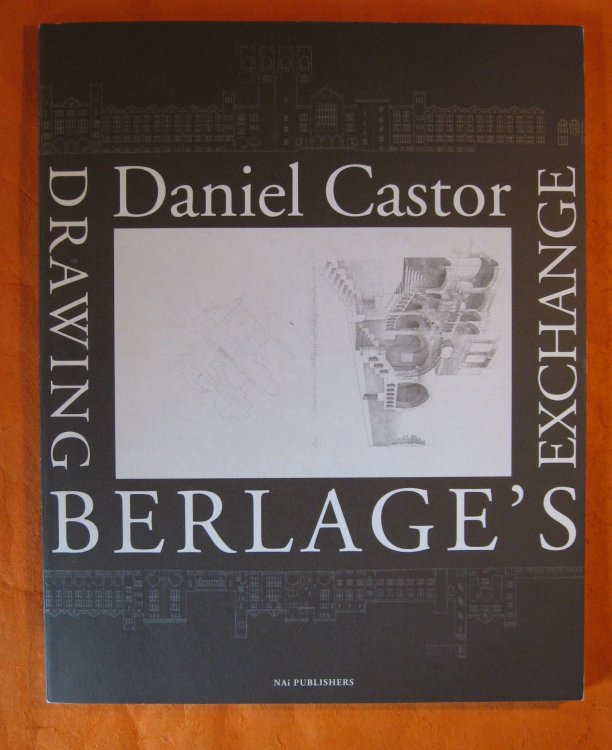 Daniel Castor
DRAWING
BERLAGE'S
EXCHANGE
NAi PUBLISHERS